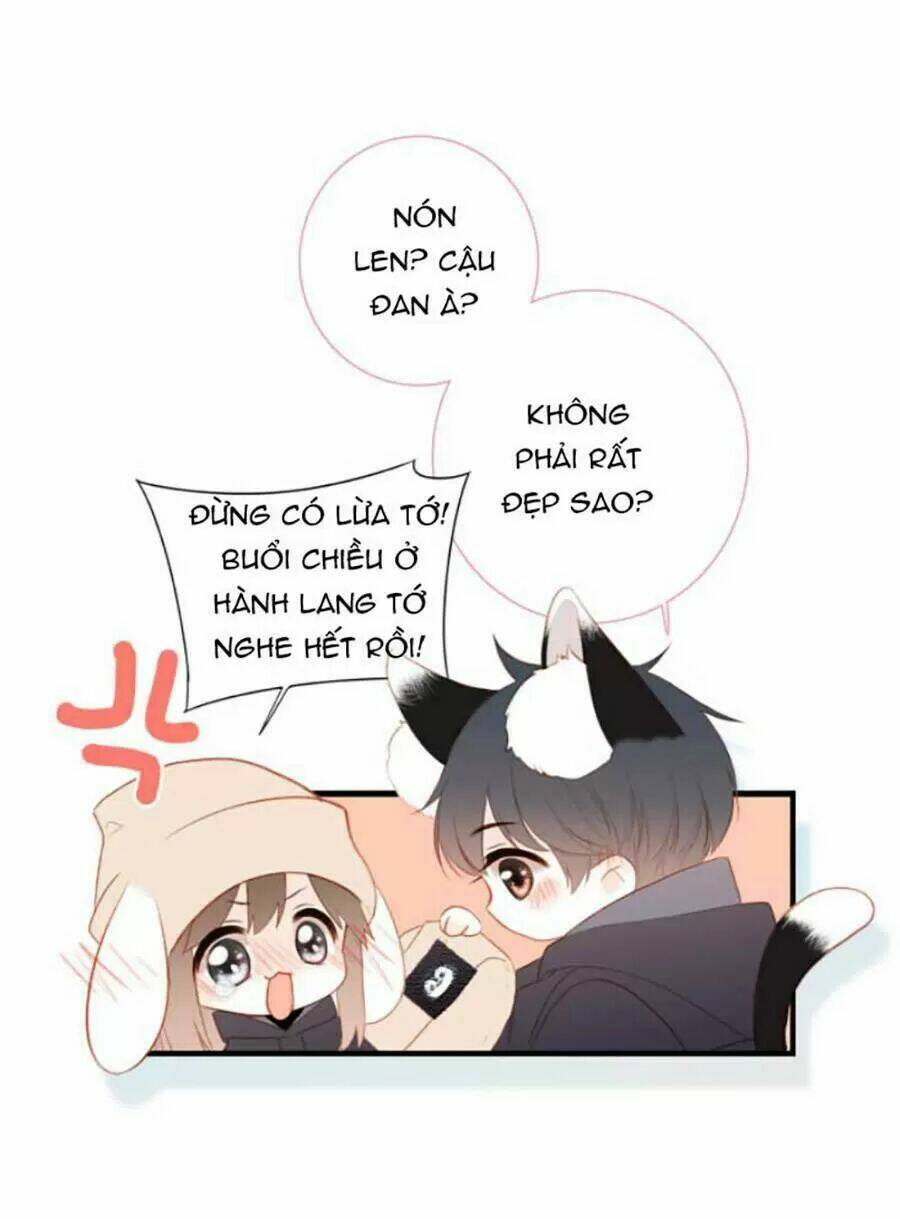 NÓN
LEN? CẬU
ĐAN À?
KHÔNG
PHẢI RẤT
ĐẸP SAO?
ĐỪNG CÓ LỪA TỚ!
BUỔI CHIỀU Ở
HÀNH LANG TỚ
NGHE HẾT RỒI!